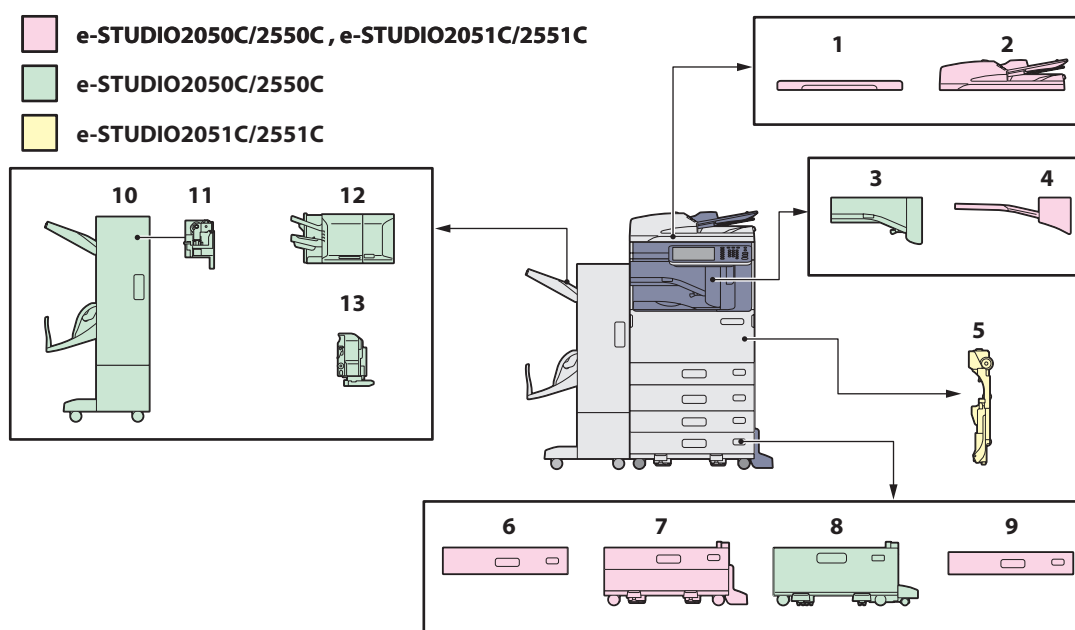 e-STUDIO2050C/2550C , e-STUDIO2051C/2551C
e-STUDIO2050C/2550C
e-STUDIO2051C/2551C
1 2
3 4
10 11 12
13
5
6 7 8 9